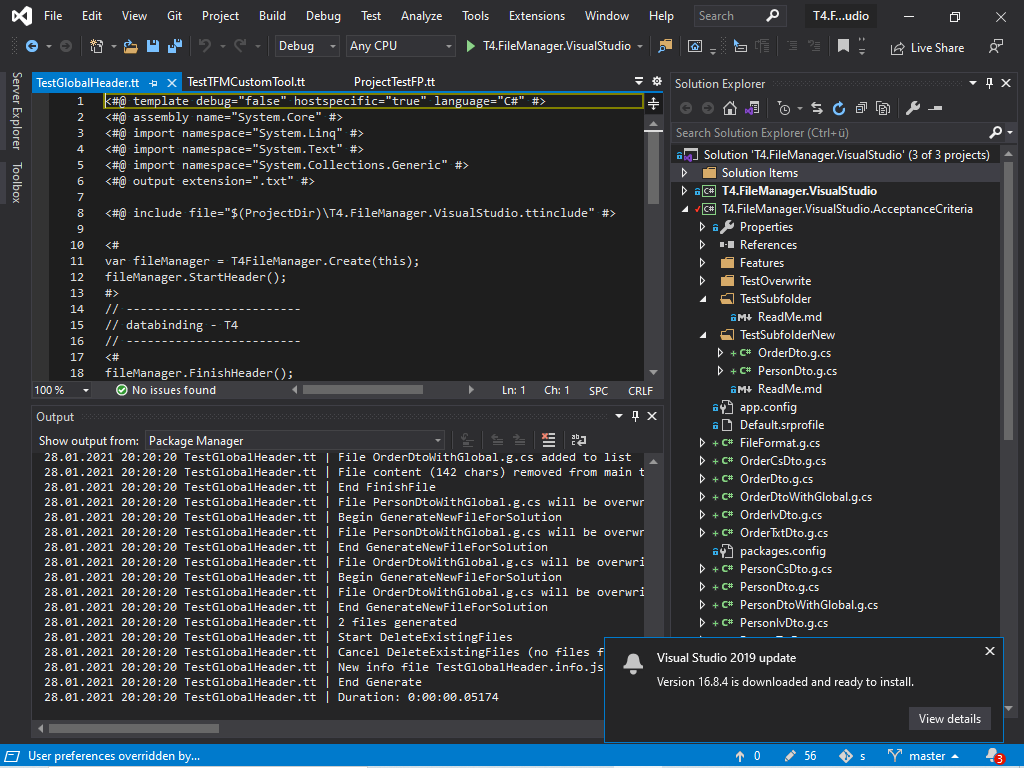 File Edit View Git Project Build Debug Test Analyze Tools Extensions Window Help Search T4.F...udio
Debug Any CPU T4.FileManager.VisualStudio Live Share
Server Explorer
Toolbox
TestGlobalHeader.tt TestTFMCustomTool.tt ProjectTestFP.tt
1 <#@ template debug="false" hostspecific="true" language="C#" #>
2 <#@ assembly name="System.Core" #>
3 <#@ import namespace="System.Linq" #>
4 <#@ import namespace="System.Text" #>
5 <#@ import namespace="System.Collections.Generic" #>
6 <#@ output extension=".txt" #>
7
8 <#@ include file="$(ProjectDir)\T4.FileManager.VisualStudio.ttinclude" #>
9
10 <#
11 var fileManager = T4FileManager.Create(this);
12 fileManager.StartHeader();
13 #>
14 // -------------------------
15 // databinding - T4
16 // -------------------------
17 <#
18 fileManager.FinishHeader();
100 % No issues found Ln: 1 Ch: 1 SPC CRLF
Output
Show output from: Package Manager
28.01.2021 20:20:20 TestGlobalHeader.tt | File OrderDtoWithGlobal.g.cs added to list
28.01.2021 20:20:20 TestGlobalHeader.tt | File content (142 chars) removed from main t
28.01.2021 20:20:20 TestGlobalHeader.tt | End FinishFile
28.01.2021 20:20:20 TestGlobalHeader.tt | File PersonDtoWithGlobal.g.cs will be overwr
28.01.2021 20:20:20 TestGlobalHeader.tt | Begin GenerateNewFileForSolution
28.01.2021 20:20:20 TestGlobalHeader.tt | File PersonDtoWithGlobal.g.cs will be overwr
28.01.2021 20:20:20 TestGlobalHeader.tt | End GenerateNewFileForSolution
28.01.2021 20:20:20 TestGlobalHeader.tt | File OrderDtoWithGlobal.g.cs will be overwri
28.01.2021 20:20:20 TestGlobalHeader.tt | Begin GenerateNewFileForSolution
28.01.2021 20:20:20 TestGlobalHeader.tt | File OrderDtoWithGlobal.g.cs will be overwri
28.01.2021 20:20:20 TestGlobalHeader.tt | End GenerateNewFileForSolution
28.01.2021 20:20:20 TestGlobalHeader.tt | 2 files generated
28.01.2021 20:20:20 TestGlobalHeader.tt | Start DeleteExistingFiles
28.01.2021 20:20:20 TestGlobalHeader.tt | Cancel DeleteExistingFiles (no files f
28.01.2021 20:20:20 TestGlobalHeader.tt | New info file TestGlobalHeader.info.js
28.01.2021 20:20:20 TestGlobalHeader.tt | End Generate
28.01.2021 20:20:20 TestGlobalHeader.tt | Duration: 0:00:00.05174
Solution Explorer
Search Solution Explorer (Ctrl+ü)
Solution 'T4.FileManager.VisualStudio' (3 of 3 projects)
Solution Items
C# T4.FileManager.VisualStudio
C# T4.FileManager.VisualStudio.AcceptanceCriteria
Properties
References
Features
TestOverwrite
TestSubfolder
M+ ReadMe.md
TestSubfolderNew
+ C# OrderDto.g.cs
+ C# PersonDto.g.cs
M+ ReadMe.md
app.config
Default.srprofile
+ C# FileFormat.g.cs
+ C# OrderCsDto.g.cs
+ C# OrderDto.g.cs
+ C# OrderDtoWithGlobal.g.cs
+ C# OrderIvDto.g.cs
+ C# OrderTxtDto.g.cs
packages.config
+ C# PersonCsDto.g.cs
+ C# PersonDto.g.cs
+ C# PersonDtoWithGlobal.g.cs
+ C# PersonIvDto.g.cs
Visual Studio 2019 update
Version 16.8.4 is downloaded and ready to install.
View details
User preferences overridden by... 0 56 s master 3